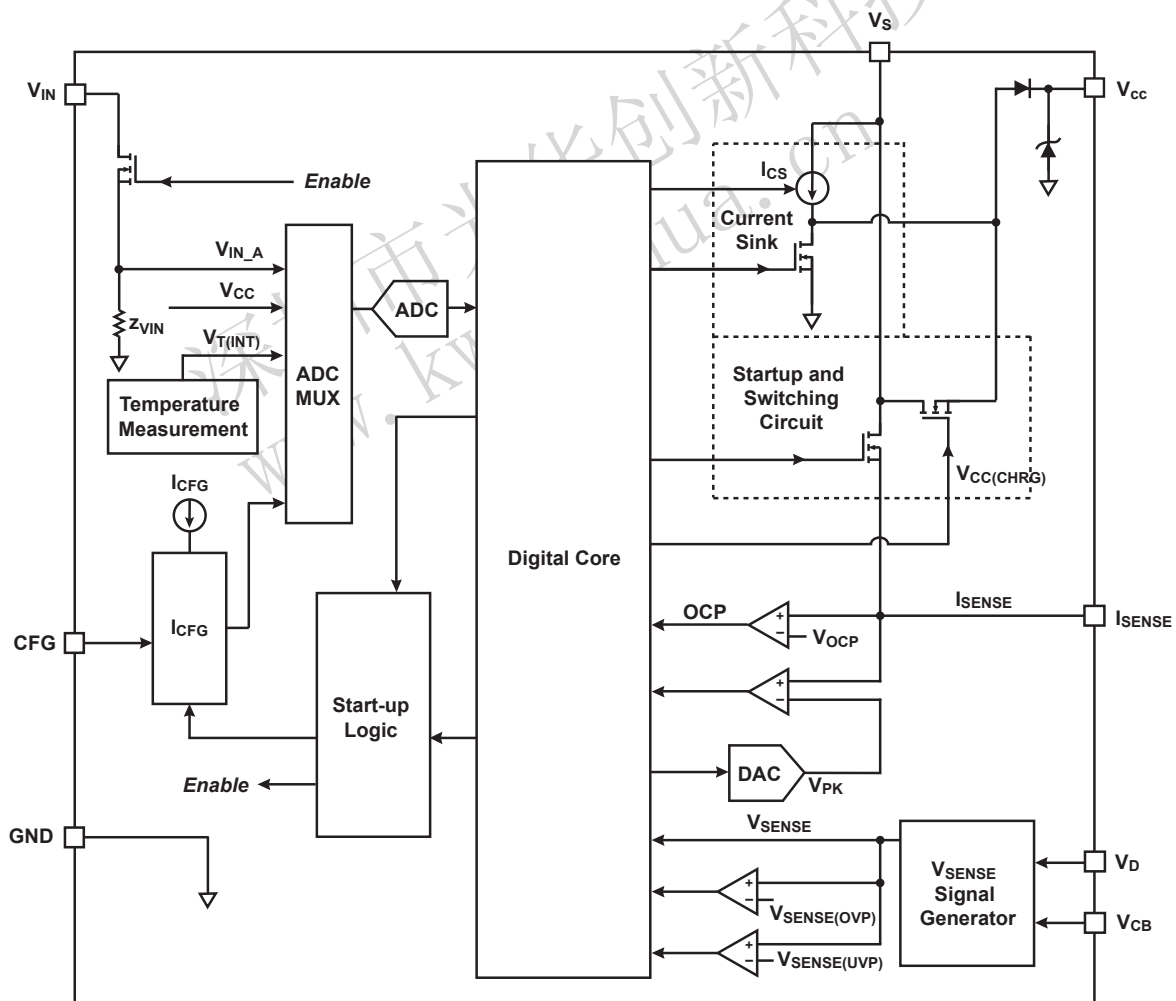 VS
VIN
Vcc
Enable
ICS
Current
Sink
VIN_A
VCC
ZVIN
VT(INT)
ADC
MUX
ADC
Temperature
Measurement
Startup and
Switching
Circuit
VCC(CHRG)
ICFG
Digital Core
ICFG
CFG
OCP
+
−
VOCP
ISENSE
ISENSE
+
−
Start-up
Logic
DAC
VPK
Enable
GND
VSENSE
VSENSE
Signal
Generator
VD
VCB
+
−
VSENSE(OVP)
+
−
VSENSE(UVP)